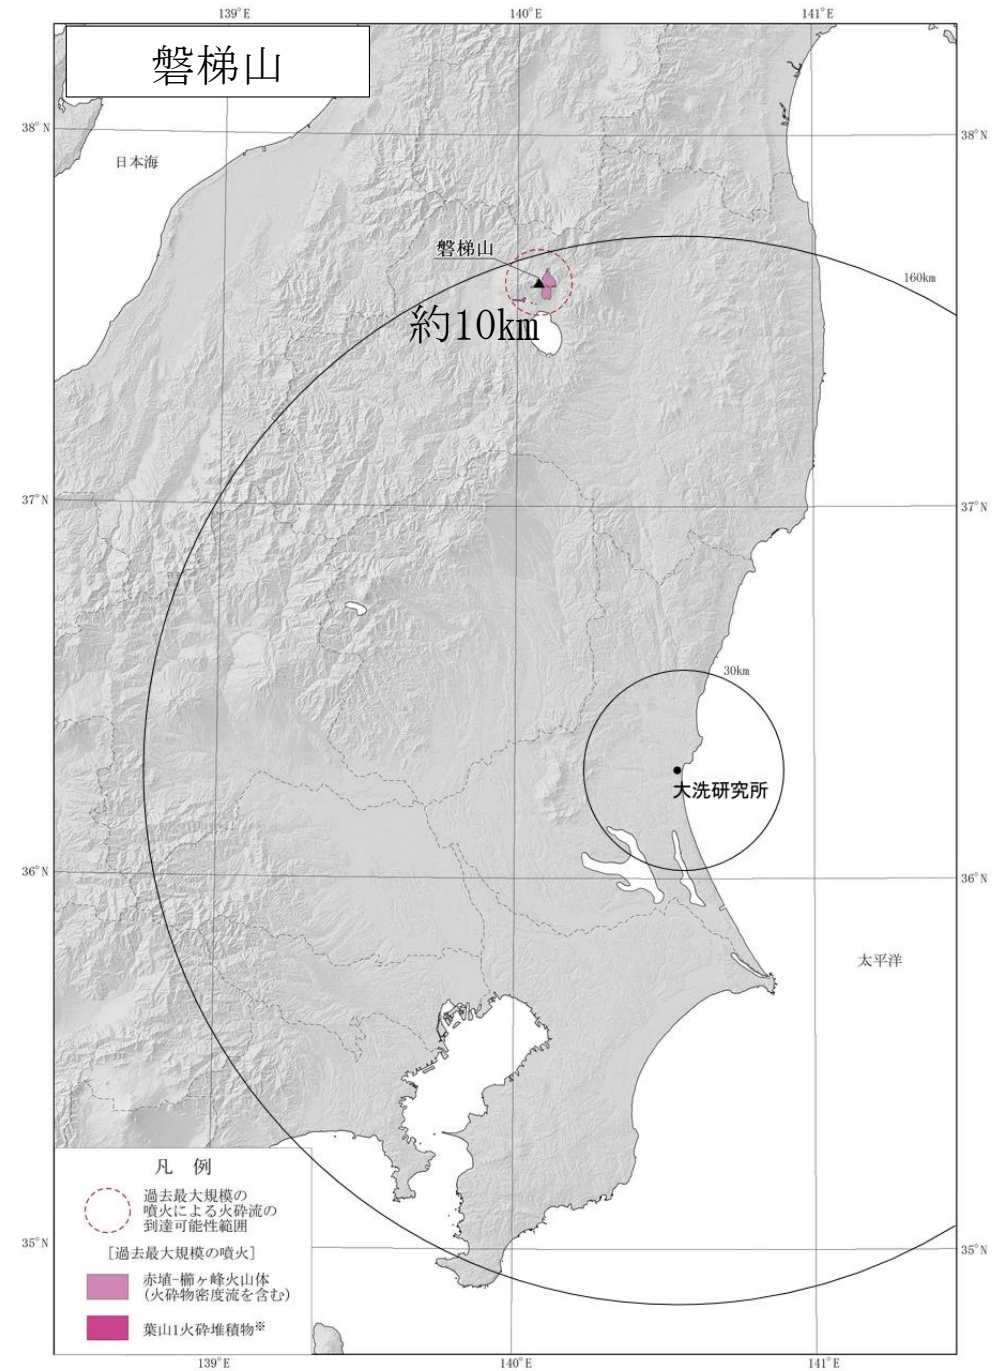 139°E
140°E
141°E
磐梯山
38°N
38°N
日本海
磐梯山
160km
約10km
37°N
37°N
30km
大洗研究所
36°N
36°N
太平洋
凡 例
過去最大規模の
噴火による火砕流の
到達可能性範囲
[過去最大規模の噴火]
赤埴-櫛ヶ峰火山体
(火砕物密度流を含む)
葉山1火砕堆積物※
35°N
35°N
139°E
140°E
141°E